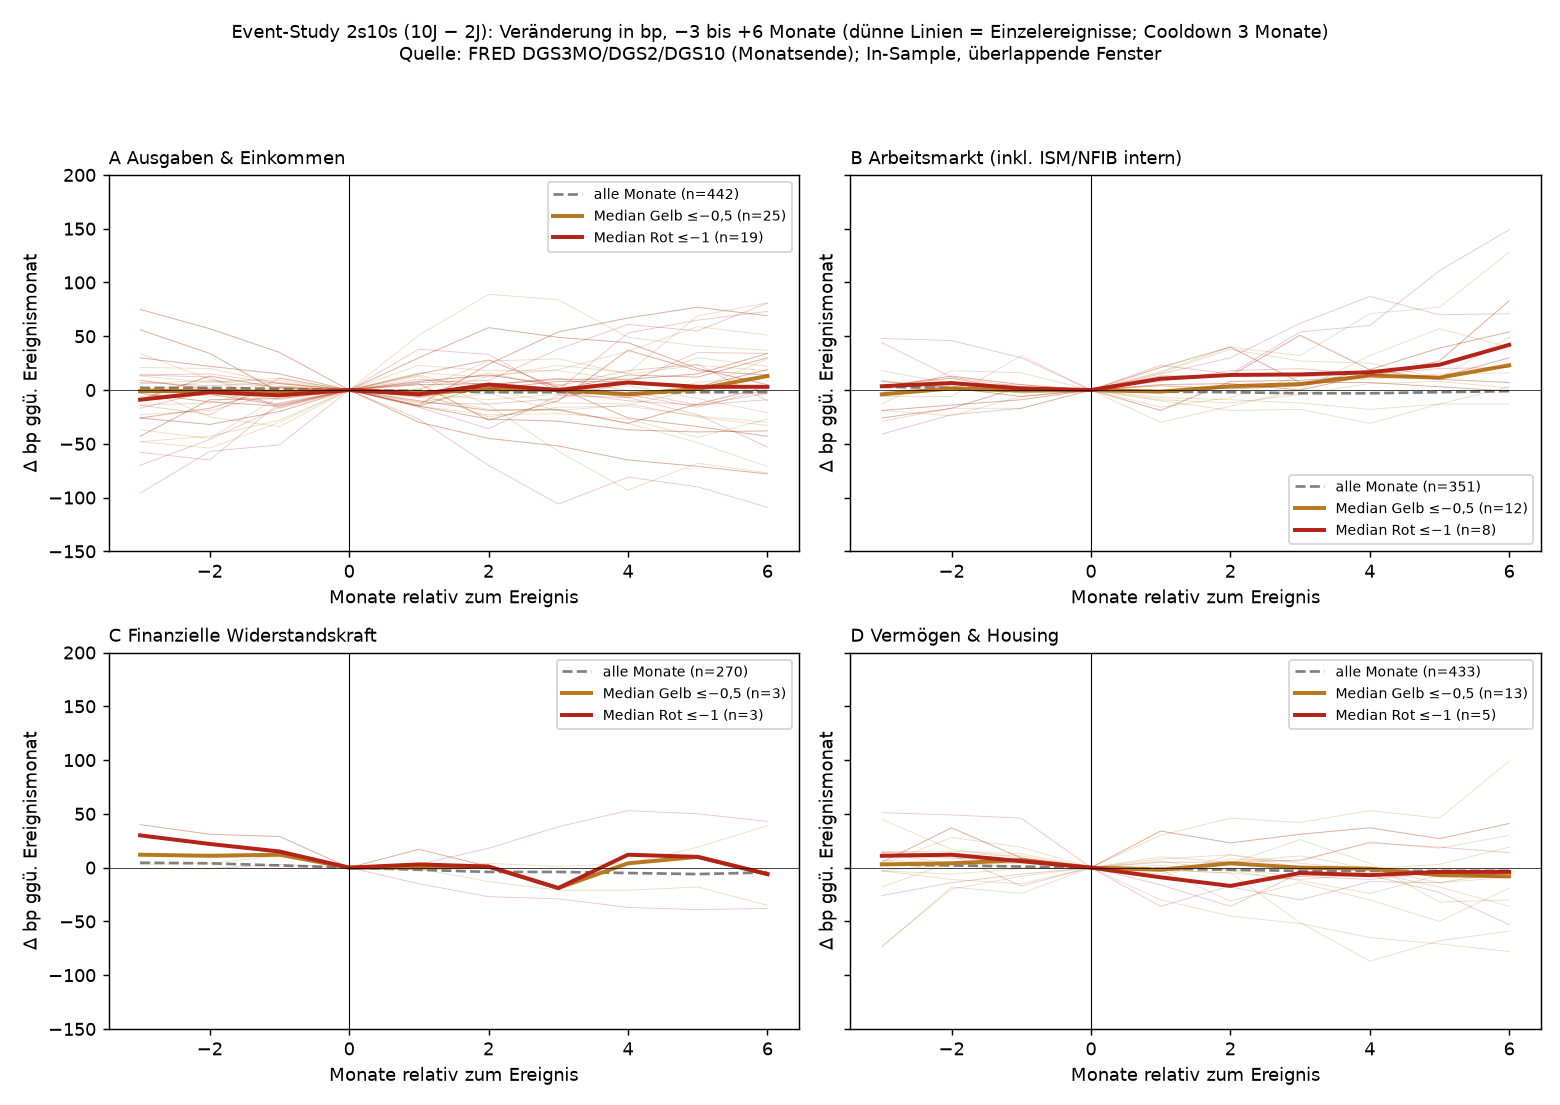 Event-Study 2s10s (10J − 2J): Veränderung in bp, −3 bis +6 Monate (dünne Linien = Einzelereignisse; Cooldown 3 Monate)
Quelle: FRED DGS3MO/DGS2/DGS10 (Monatsende); In-Sample, überlappende Fenster
A Ausgaben & Einkommen
200
150
100
50
0
−50
−100
−150
Δ bp ggü. Ereignismonat
alle Monate (n=442)
Median Gelb ≤−0,5 (n=25)
Median Rot ≤−1 (n=19)
−2
0
2
4
6
Monate relativ zum Ereignis
B Arbeitsmarkt (inkl. ISM/NFIB intern)
Δ bp ggü. Ereignismonat
alle Monate (n=351)
Median Gelb ≤−0,5 (n=12)
Median Rot ≤−1 (n=8)
−2
0
2
4
6
Monate relativ zum Ereignis
C Finanzielle Widerstandskraft
200
150
100
50
0
−50
−100
−150
Δ bp ggü. Ereignismonat
alle Monate (n=270)
Median Gelb ≤−0,5 (n=3)
Median Rot ≤−1 (n=3)
−2
0
2
4
6
Monate relativ zum Ereignis
D Vermögen & Housing
Δ bp ggü. Ereignismonat
alle Monate (n=433)
Median Gelb ≤−0,5 (n=13)
Median Rot ≤−1 (n=5)
−2
0
2
4
6
Monate relativ zum Ereignis